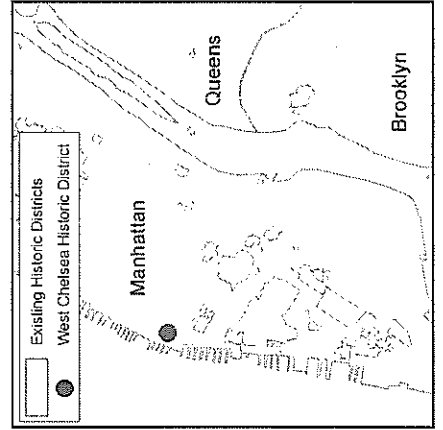 Existing Historic Districts
West Chelsea Historic District
Manhattan
Queens
Brooklyn